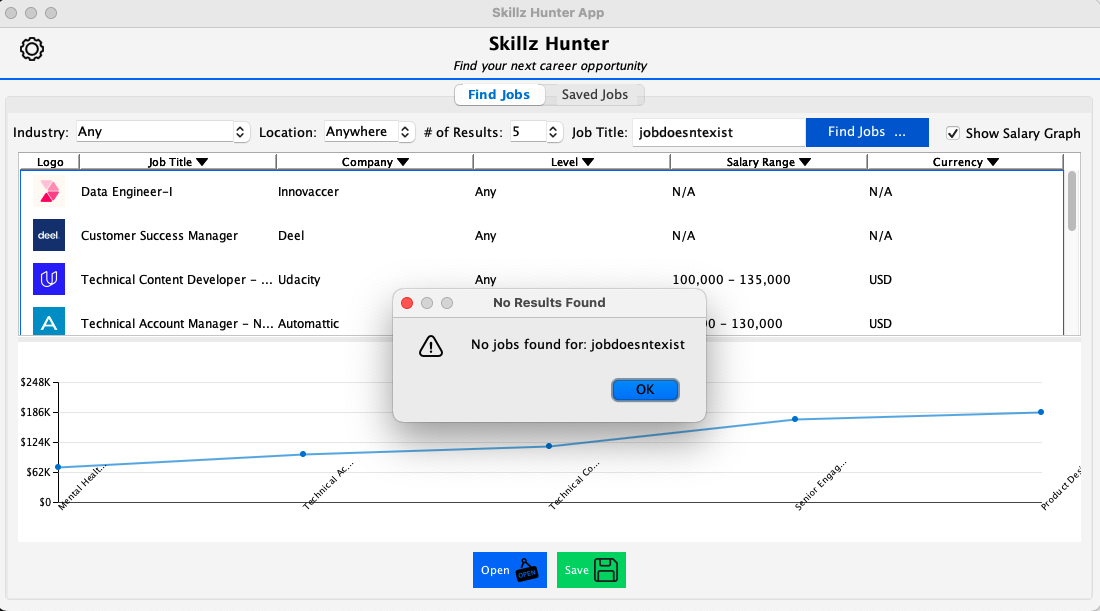 Skillz Hunter App
Skillz Hunter
Find your next career opportunity
Find Jobs Saved Jobs
Industry: Any Location: Anywhere # of Results: 5 Job Title: jobdoesntexist Find Jobs ... Show Salary Graph
Logo Job Title Company Level Salary Range Currency
Data Engineer-I Innovaccer Any N/A N/A
deel. Customer Success Manager Deel Any N/A N/A
Technical Content Developer - ... Udacity Any 100,000 - 135,000 USD
Technical Account Manager - N... Automattic 00 - 130,000 USD
No Results Found
No jobs found for: jobdoesntexist
OK
$248K
$186K
$124K
$62K
$0
Mental Healt...
Technical Ac...
Technical Co...
Senior Engag...
Product Des
Open OPEN Save